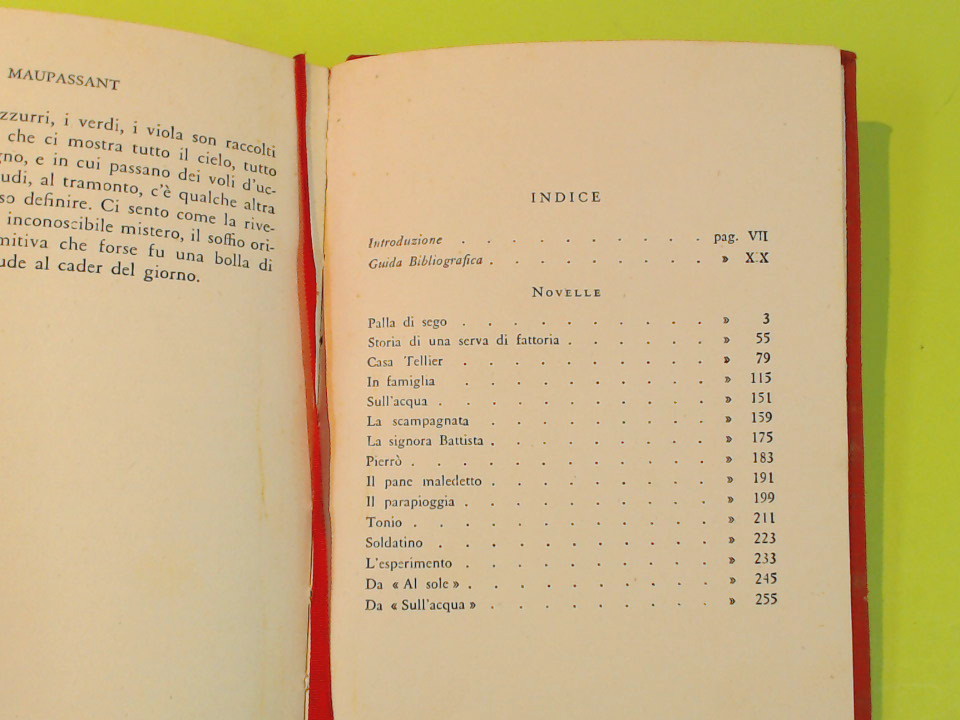 MAUPASSANT
zzurri, i verdi, i viola son raccolti
che ci mostra tutto il cielo, tutto
gno, e in cui passano dei voli d'uc-
udi, al tramonto, c'è qualche altra
so definire. Ci sento come la rive-
inconoscibile mistero, il soffio ori-
mitiva che forse fu una bolla di
ude al cader del giorno.
INDICE
Introduzione . . . . . . . . . . pag. VII
Guida Bibliografica . . . . . . . . . » XIX
NOVELLE
Palla di sego . . . . . . . . . . » 3
Storia di una serva di fattoria . . . . . . » 55
Casa Tellier . . . . . . . . . . » 79
In famiglia . . . . . . . . . . » 115
Sull'acqua . . . . . . . . . . . » 151
La scampagnata . . . . . . . . . » 159
La signora Battista . . . . . . . . . » 175
Pierrò . . . . . . . . . . . . » 183
Il pane maledetto . . . . . . . . . » 191
Il parapioggia . . . . . . . . . . » 199
Tonio . . . . . . . . . . . . » 211
Soldatino . . . . . . . . . . . » 223
L'esperimento . . . . . . . . . . » 233
Da « Al sole » . . . . . . . . . . » 245
Da « Sull'acqua » . . . . . . . . . » 255